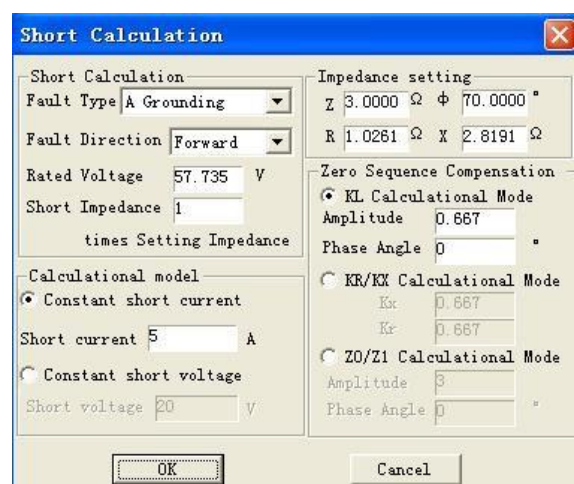 Short Calculation
Short Calculation
Fault Type A Grounding
Fault Direction Forward
Rated Voltage 57.735 V
Short Impedance 1
times Setting Impedance
Calculational model
Constant short current
Short current 5 A
Constant short voltage
Short voltage 20 V
Impedance setting
Z 3.0000 Ω Φ 70.0000 °
R 1.0261 Ω X 2.8191 Ω
Zero Sequence Compensation
KL Calculational Mode
Amplitude 0.667
Phase Angle 0 °
KR/KX Calculational Mode
Kx 0.667
Kr 0.667
Z0/Z1 Calculational Mode
Amplitude 3
Phase Angle 0 °
OK
Cancel